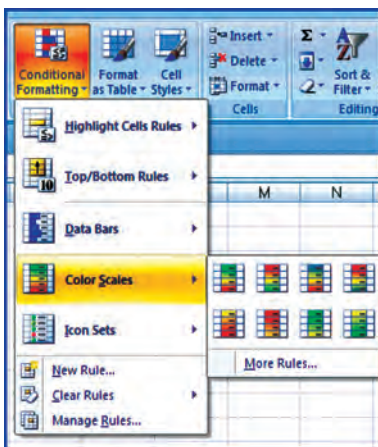 Conditional
Formatting
Format
as Table
Cell
Styles
Insert
Delete
Format
Cells
Σ
A
Z
Sort &
Filter
Editing
Highlight Cells Rules
10
Top/Bottom Rules
M N
Data Bars
Color Scales
Icon Sets
More Rules...
New Rule...
Clear Rules
Manage Rules...